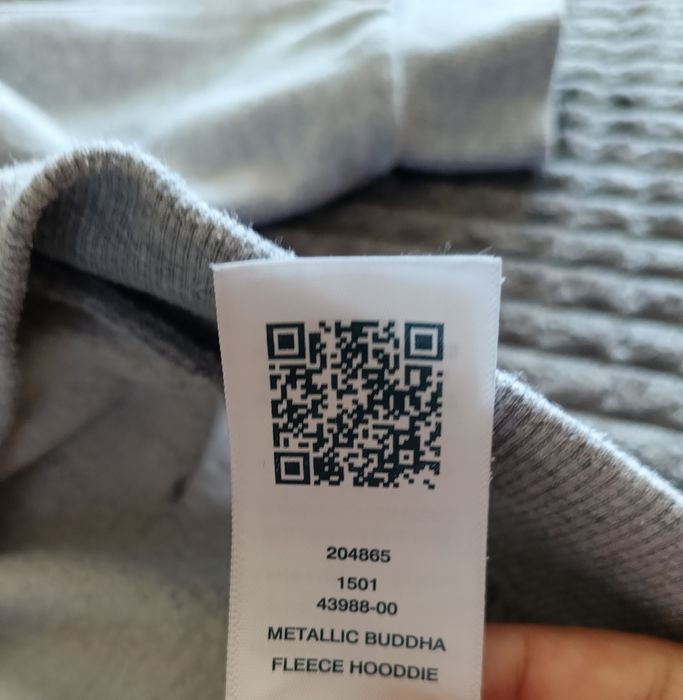 204865
1501
43988-00
METALLIC BUDDHA
FLEECE HOODDIE